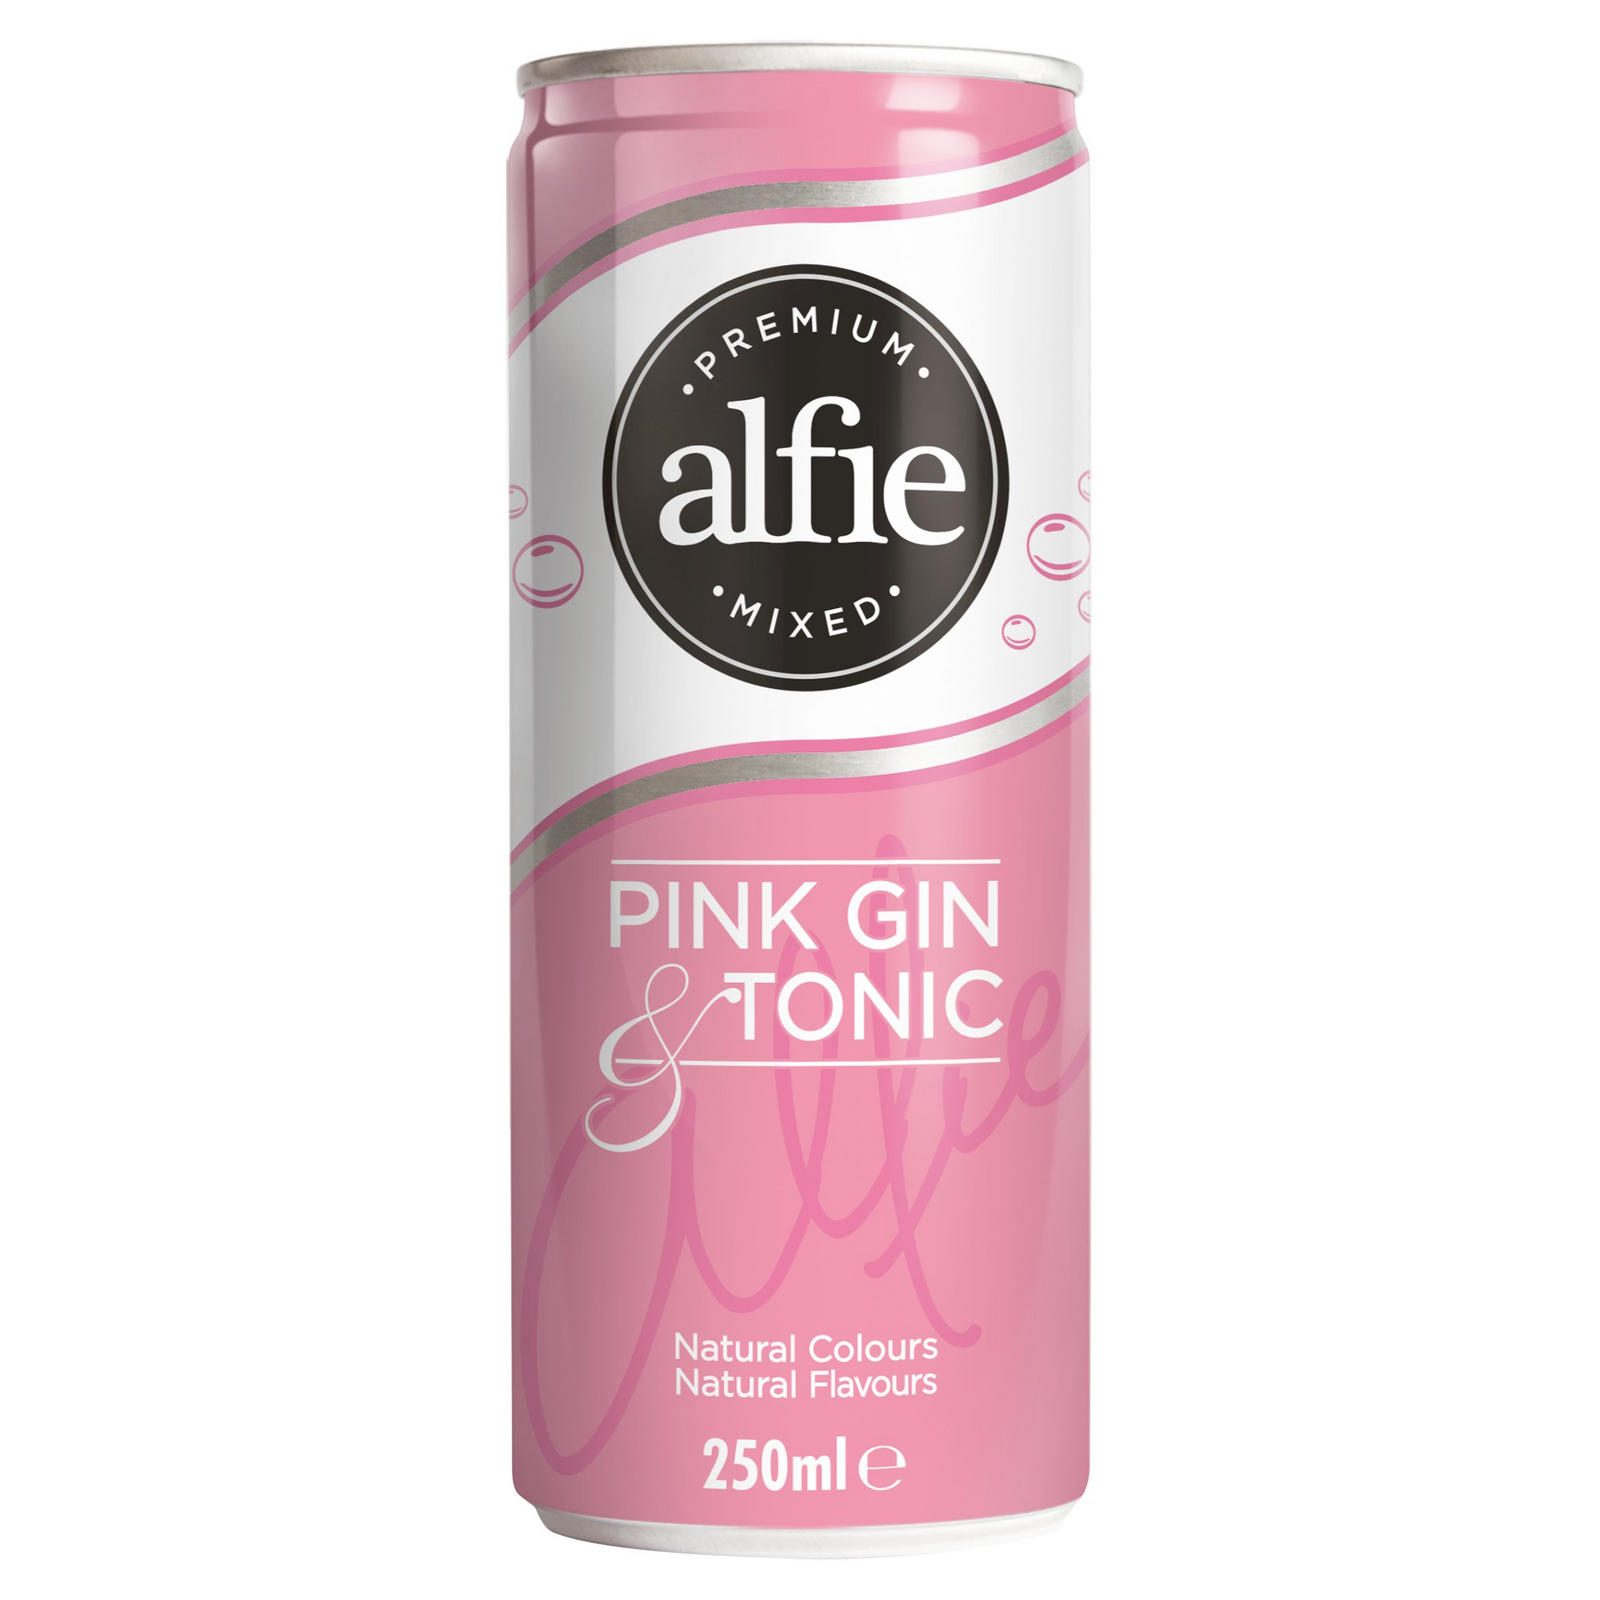 • PREMIUM •
alfie
• MIXED •
PINK GIN
& TONIC
alfie
Natural Colours
Natural Flavours
250ml ℮